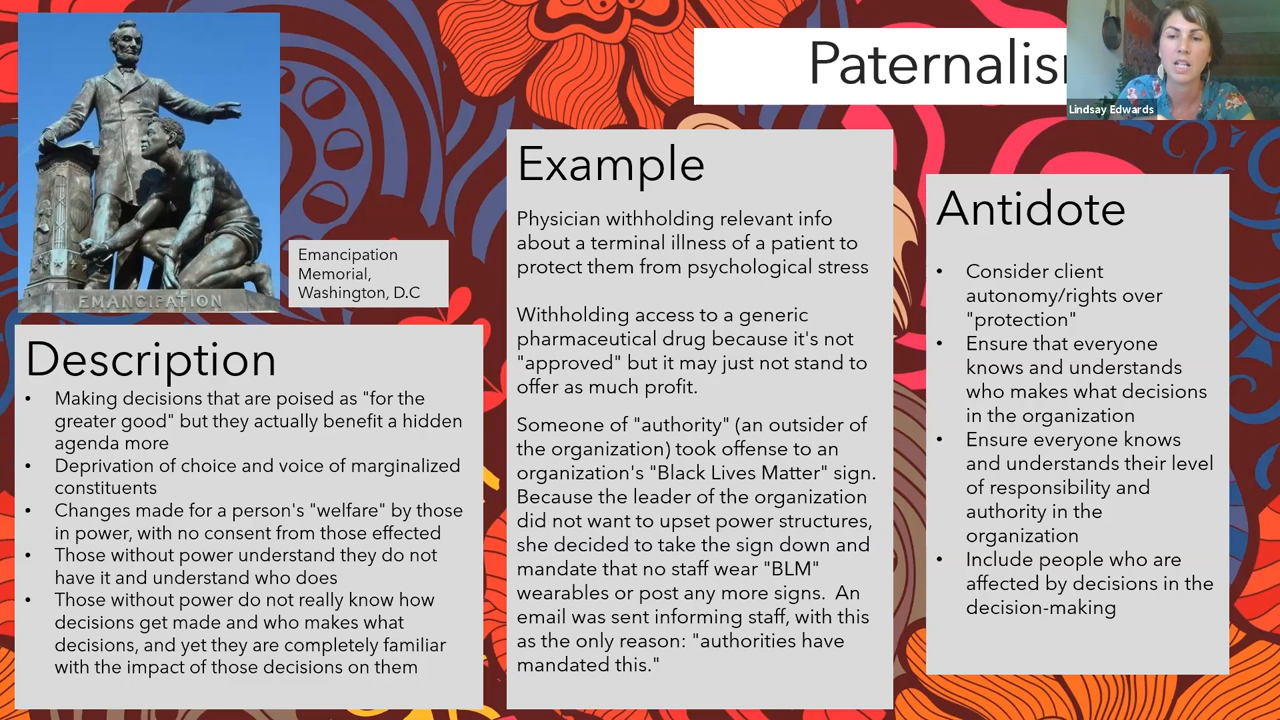 Paternalis
Lindsay Edwards
EMANCIPATION
Emancipation
Memorial,
Washington, D.C
Description
• Making decisions that are poised as "for the
greater good" but they actually benefit a hidden
agenda more
• Deprivation of choice and voice of marginalized
constituents
• Changes made for a person's "welfare" by those
in power, with no consent from those effected
• Those without power understand they do not
have it and understand who does
• Those without power do not really know how
decisions get made and who makes what
decisions, and yet they are completely familiar
with the impact of those decisions on them
Example
Physician withholding relevant info
about a terminal illness of a patient to
protect them from psychological stress
Withholding access to a generic
pharmaceutical drug because it's not
"approved" but it may just not stand to
offer as much profit.
Someone of "authority" (an outsider of
the organization) took offense to an
organization's "Black Lives Matter" sign.
Because the leader of the organization
did not want to upset power structures,
she decided to take the sign down and
mandate that no staff wear "BLM"
wearables or post any more signs.  An
email was sent informing staff, with this
as the only reason: "authorities have
mandated this."
Antidote
• Consider client
autonomy/rights over
"protection"
• Ensure that everyone
knows and understands
who makes what decisions
in the organization
• Ensure everyone knows
and understands their level
of responsibility and
authority in the
organization
• Include people who are
affected by decisions in the
decision-making